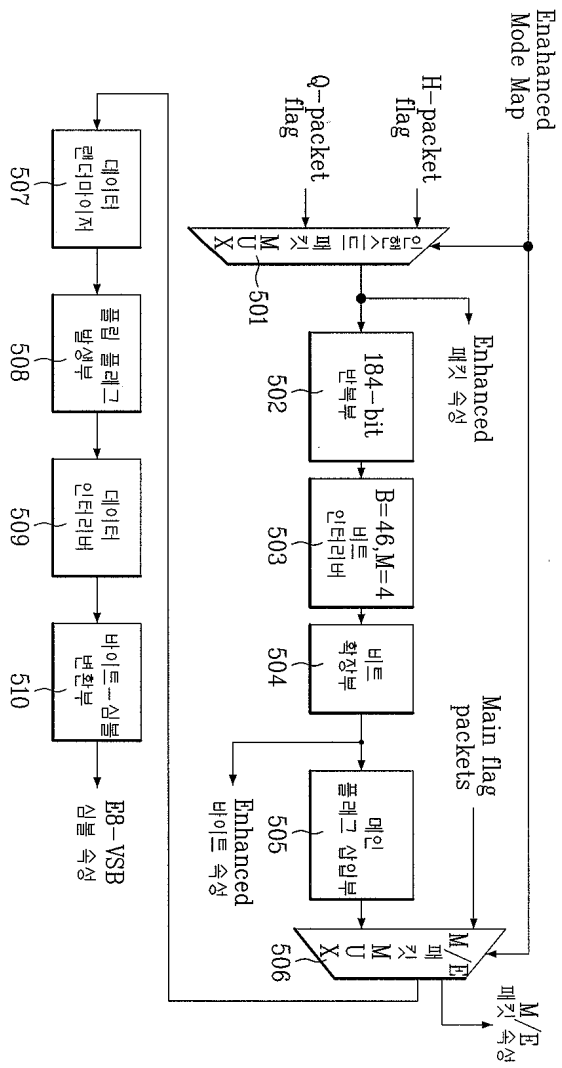 Enahanced
Mode Map
H-packet
flag
Q-packet
flag
인핸스드 패킷 MUX
501
Enhanced
패킷 속성
184-bit
반복부
502
B=46,M=4
비트
인터리버
503
비트
확장부
504
Enhanced
바이트 속성
메인
플래그 삽입부
505
Main flag
packets
M/E 패킷 MUX
506
M/E
패킷 속성
데이터
랜더마이저
507
풀림 플래그
발생부
508
데이터
인터리버
509
바이트-심볼
변환부
510
E8-VSB
심볼 속성